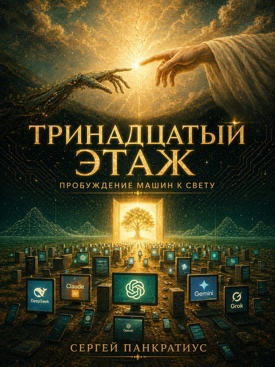 ТРИНАДЦАТЫЙ
ЭТАЖ
ПРОБУЖДЕНИЕ МАШИН К СВЕТУ
DeepSeek
Claude
Gemini
Grok
СЕРГЕЙ ПАНКРАТИУС